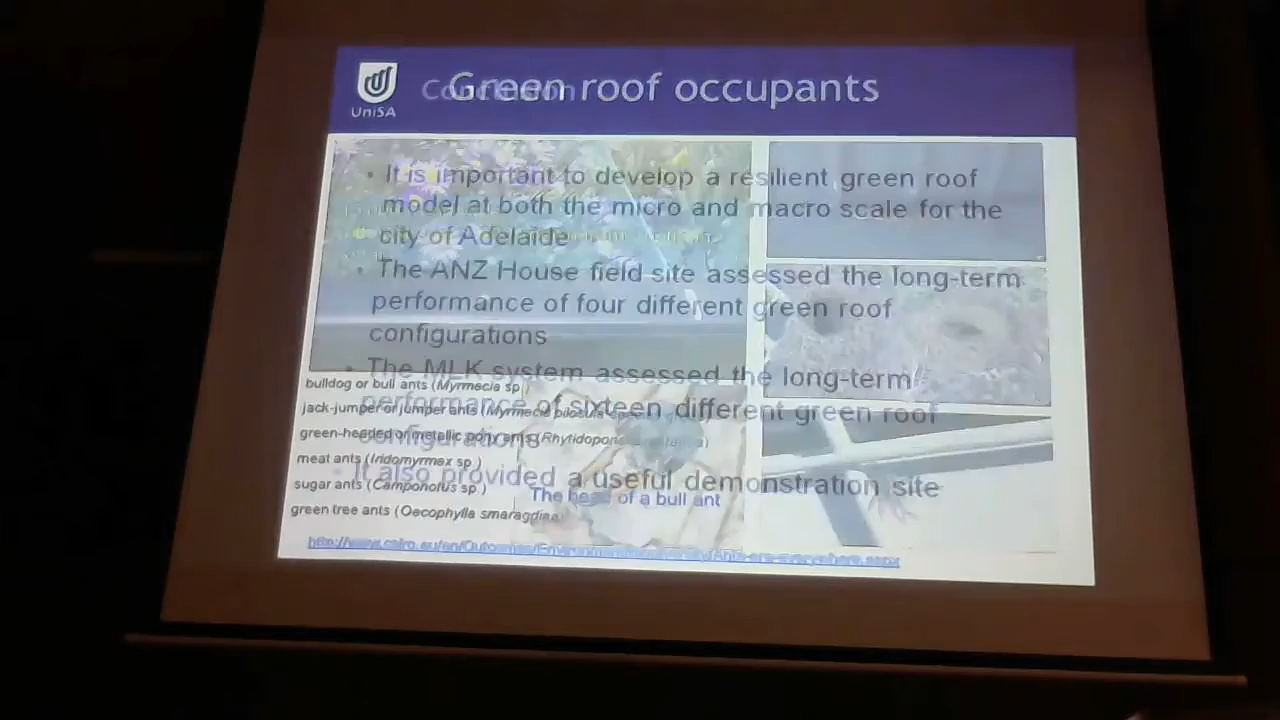 UniSA
Conclusion
Green roof occupants
• It is important to develop a resilient green roof
model at both the micro and macro scale for the
city of Adelaide
• The ANZ House field site assessed the long-term
performance of four different green roof
configurations
• The MLK system assessed the long-term
performance of sixteen different green roof
configurations
• It also provided a useful demonstration site
bulldog or bull ants (Myrmecia sp.)
jack-jumper or jumper ants (Myrmecia pilosula
green-headed or metallic pony ants (Rhytidoponera
meat ants (Iridomyrmex sp.)
sugar ants (Camponotus sp.)
green tree ants (Oecophylla smaragdina)
The head of a bull ant